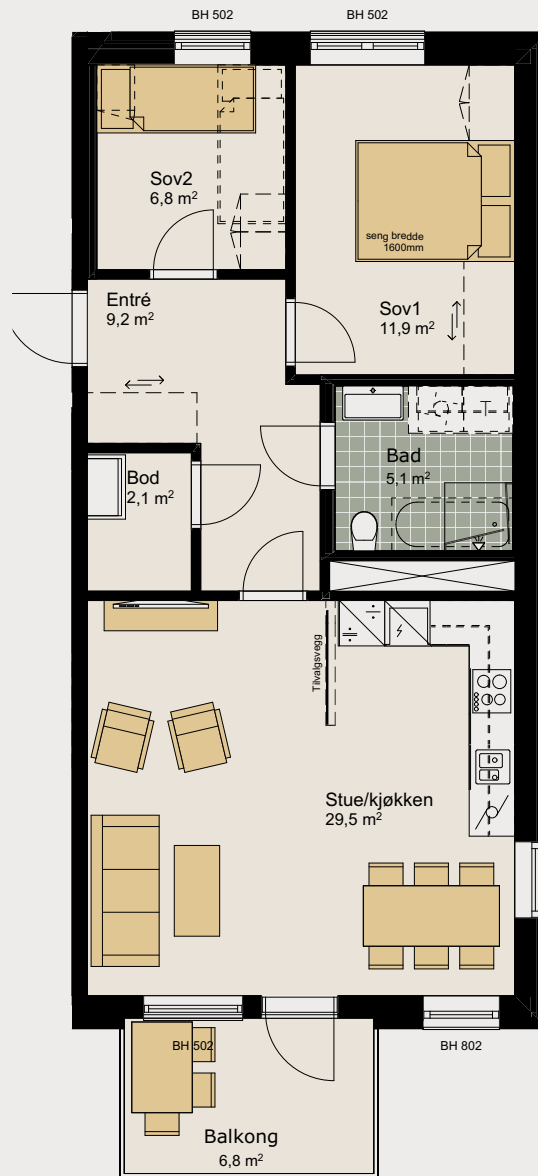 BH 502
BH 502
Sov2
6,8 m²
seng bredde
1600mm
Entré
9,2 m²
Sov1
11,9 m²
Bad
5,1 m²
Bod
2,1 m²
T
Tilvalgsvegg
Stue/kjøkken
29,5 m²
BH 502
BH 802
Balkong
6,8 m²